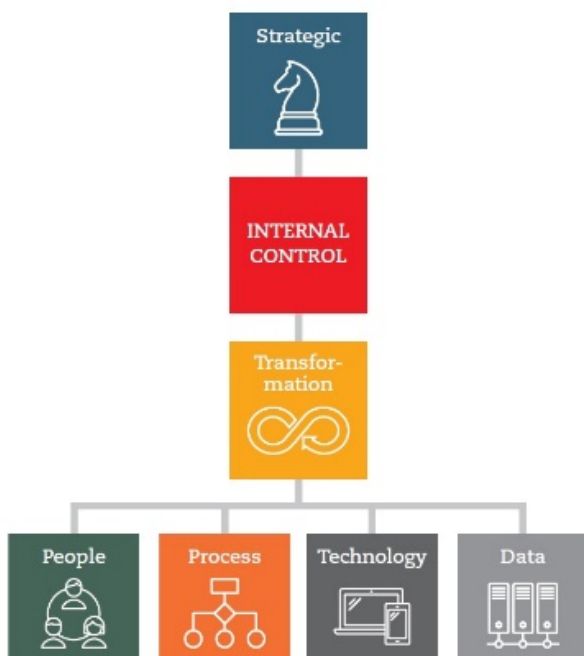 Strategic
INTERNAL
CONTROL
Transfor-
mation
People
Process
Technology
Data